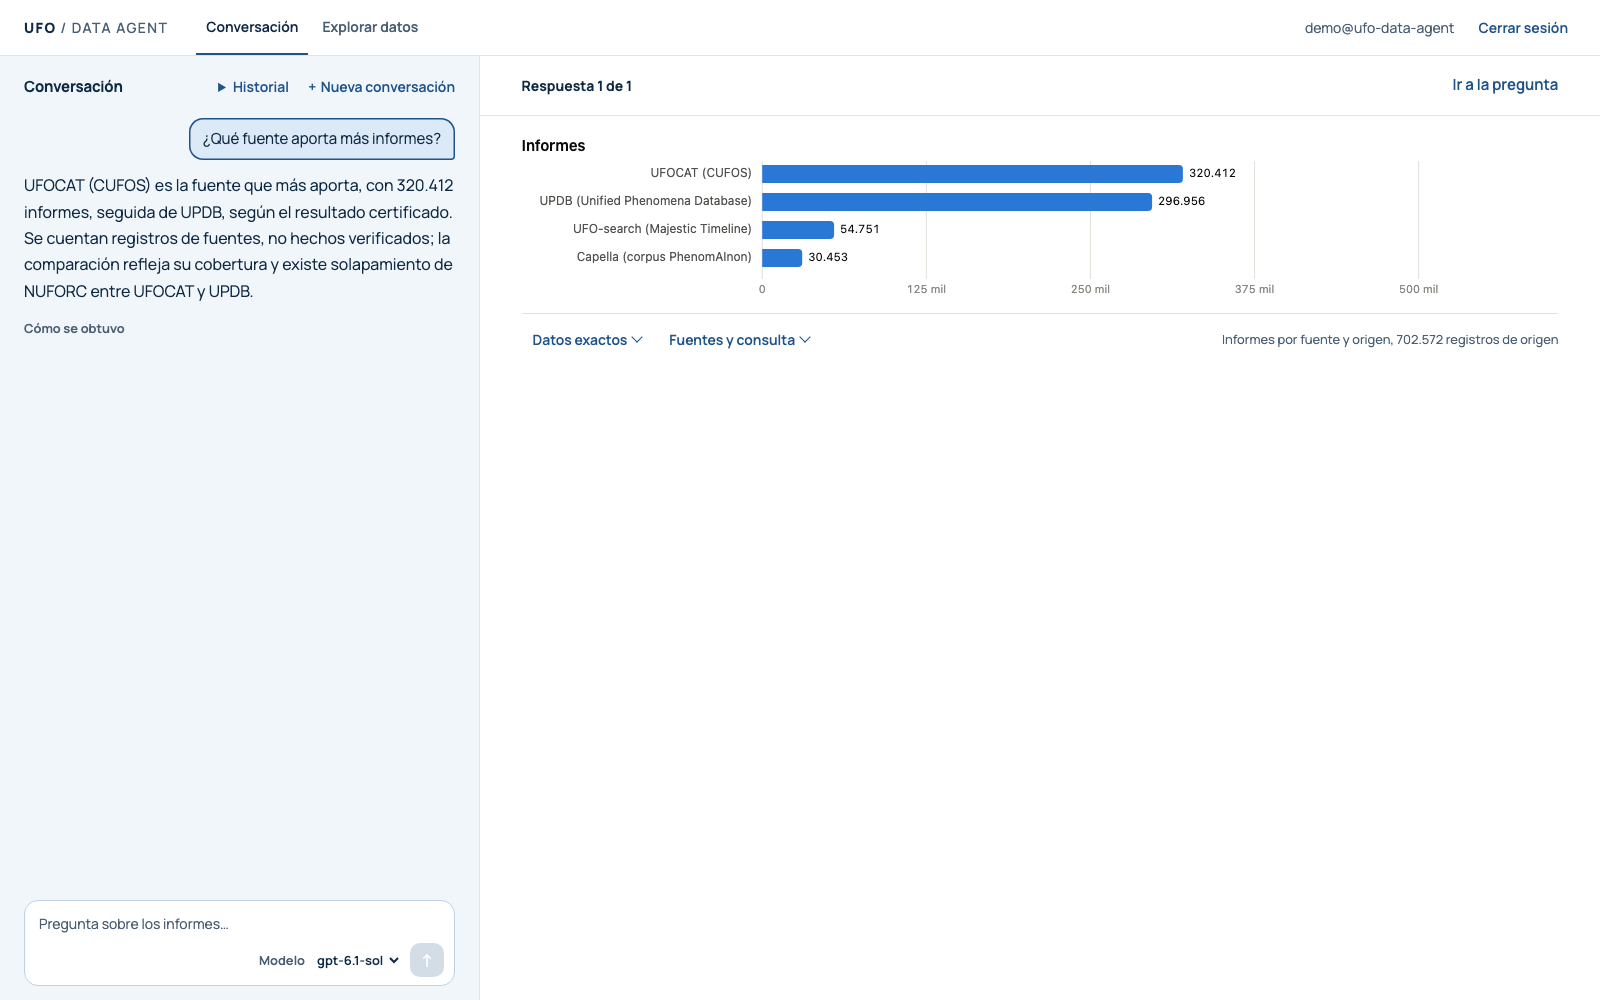 UFO / DATA AGENT
Conversación
Explorar datos
demo@ufo-data-agent
Cerrar sesión
Conversación
▶ Historial
+ Nueva conversación
¿Qué fuente aporta más informes?
UFOCAT (CUFOS) es la fuente que más aporta, con 320.412
informes, seguida de UPDB, según el resultado certificado.
Se cuentan registros de fuentes, no hechos verificados; la
comparación refleja su cobertura y existe solapamiento de
NUFORC entre UFOCAT y UPDB.
Cómo se obtuvo
Pregunta sobre los informes...
Modelo gpt-6.1-sol
Respuesta 1 de 1
Ir a la pregunta
Informes
UFOCAT (CUFOS) 320.412
UPDB (Unified Phenomena Database) 296.956
UFO-search (Majestic Timeline) 54.751
Capella (corpus PhenomAInon) 30.453
0 125 mil 250 mil 375 mil 500 mil
Datos exactos
Fuentes y consulta
Informes por fuente y origen, 702.572 registros de origen